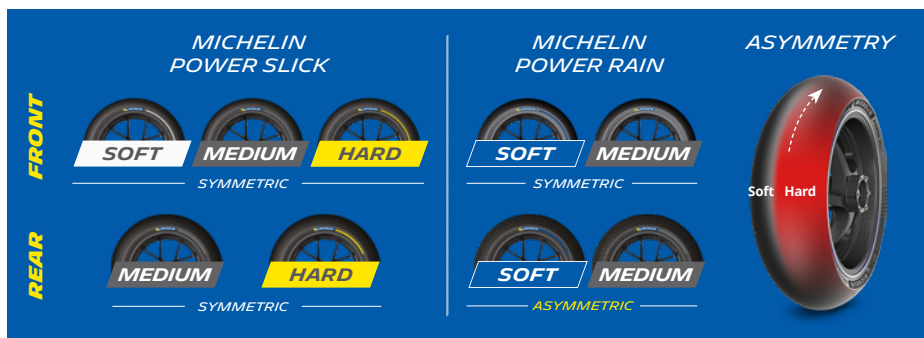 MICHELIN
POWER SLICK
MICHELIN
POWER RAIN
ASYMMETRY
FRONT
SOFT
MEDIUM
HARD
SYMMETRIC
SOFT
MEDIUM
SYMMETRIC
Soft Hard
REAR
MEDIUM
HARD
SYMMETRIC
SOFT
MEDIUM
ASYMMETRIC